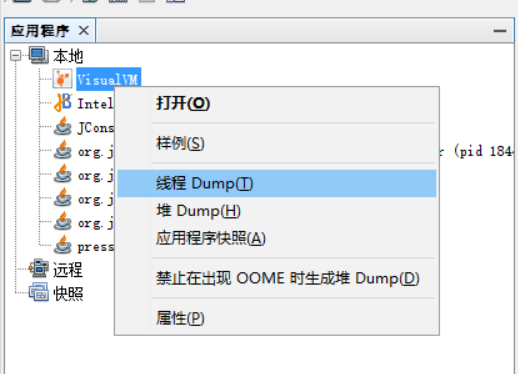 应用程序
本地
VisualVM
Intel
打开(O)
JCons
样例(S)
org.j
r (pid 184
org.j
线程 Dump(T)
org.j
堆 Dump(H)
org.j
应用程序快照(A)
press
远程
禁止在出现 OOME 时生成堆 Dump(D)
快照
属性(P)